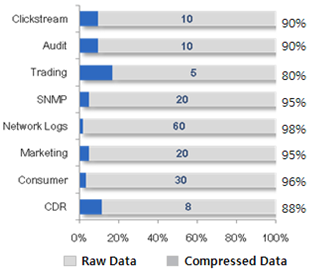 Clickstream 10 90%
Audit 10 90%
Trading 5 80%
SNMP 20 95%
Network Logs 60 98%
Marketing 20 95%
Consumer 30 96%
CDR 8 88%
0% 20% 40% 60% 80% 100%
Raw Data Compressed Data